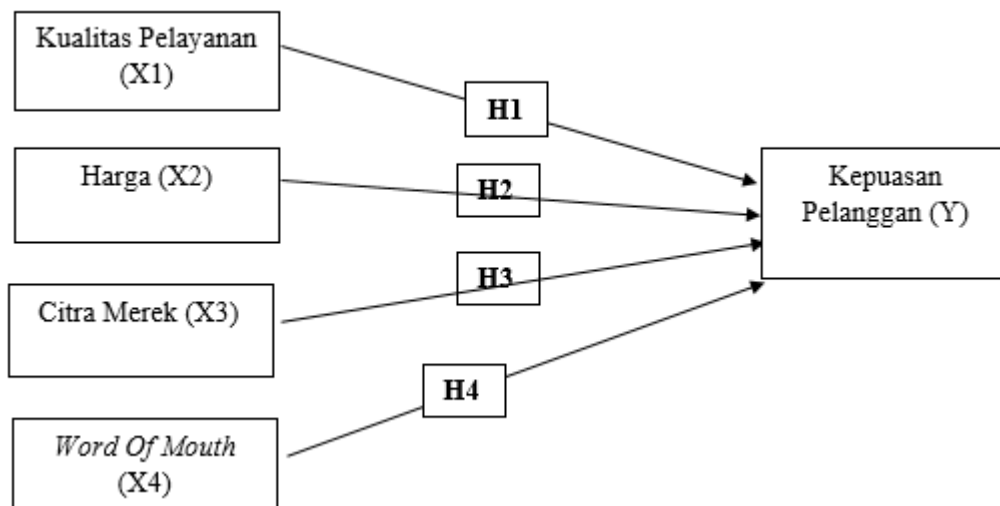 Kualitas Pelayanan
(X1)
H1
Harga (X2)
H2
Kepuasan
Pelanggan (Y)
H3
Citra Merek (X3)
H4
Word Of Mouth
(X4)